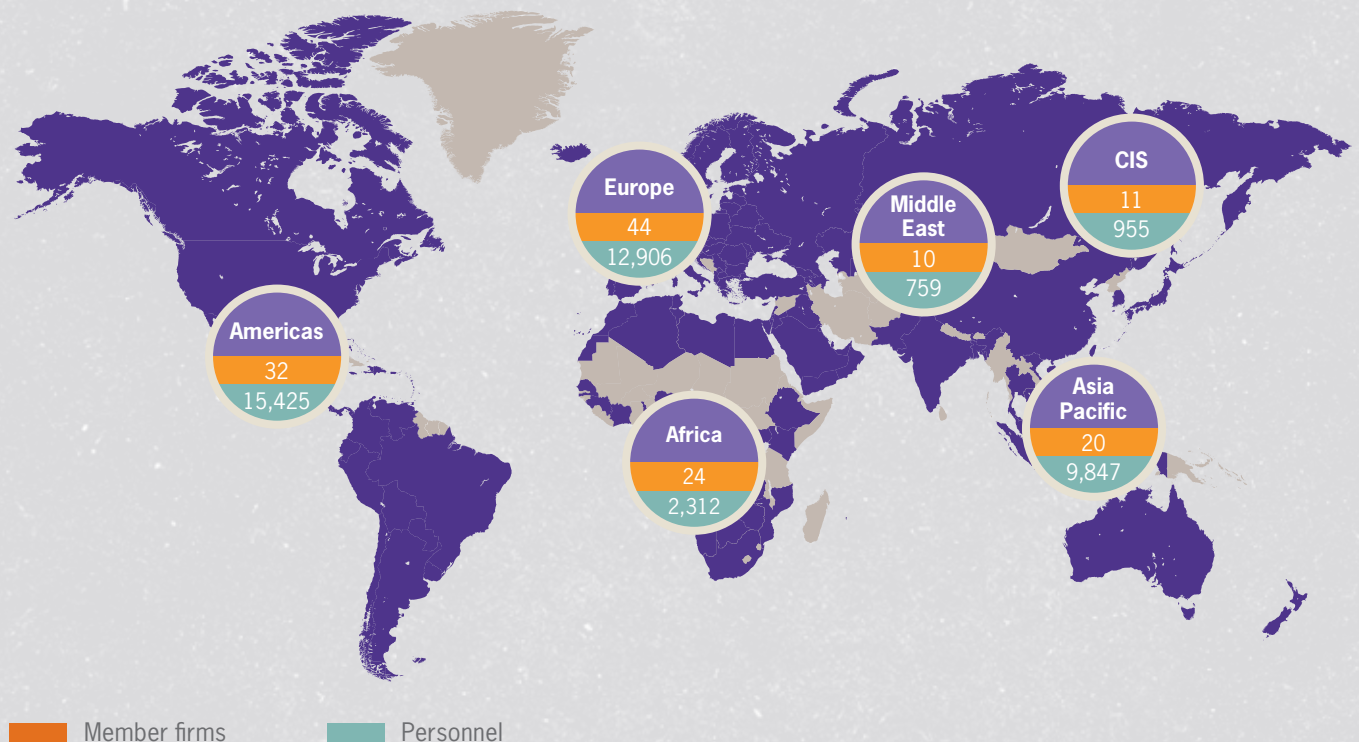 CIS
11
955
Europe
44
12,906
Middle
East
10
759
Americas
32
15,425
Asia
Pacific
20
9,847
Africa
24
2,312
Member firms
Personnel